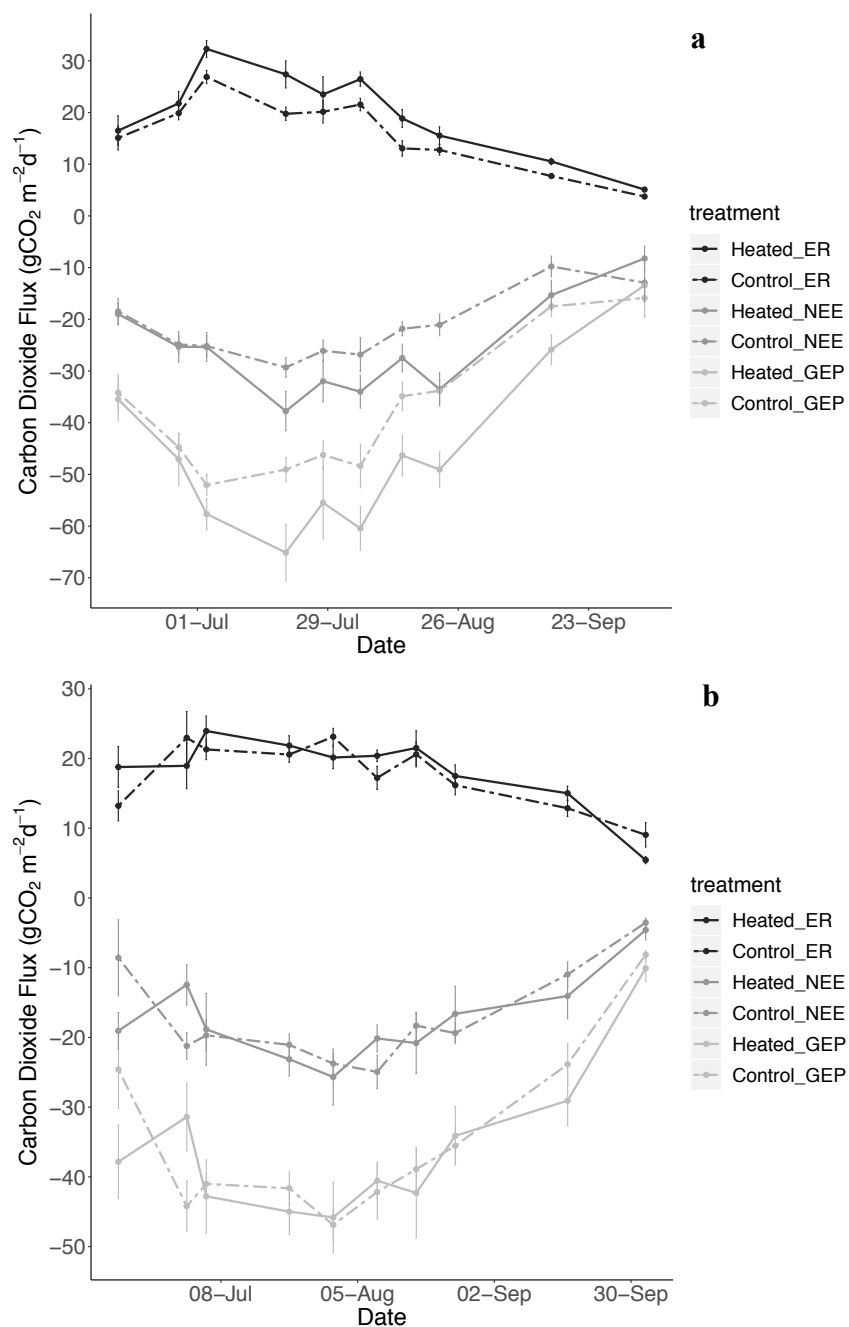 a
30
20
10
0
−10
−20
−30
−40
−50
−60
−70
Carbon Dioxide Flux (gCO₂ m⁻²d⁻¹)
01−Jul 29−Jul 26−Aug 23−Sep
Date
treatment
Heated_ER
Control_ER
Heated_NEE
Control_NEE
Heated_GEP
Control_GEP
b
30
20
10
0
−10
−20
−30
−40
−50
Carbon Dioxide Flux (gCO₂ m⁻²d⁻¹)
08−Jul 05−Aug 02−Sep 30−Sep
Date
treatment
Heated_ER
Control_ER
Heated_NEE
Control_NEE
Heated_GEP
Control_GEP